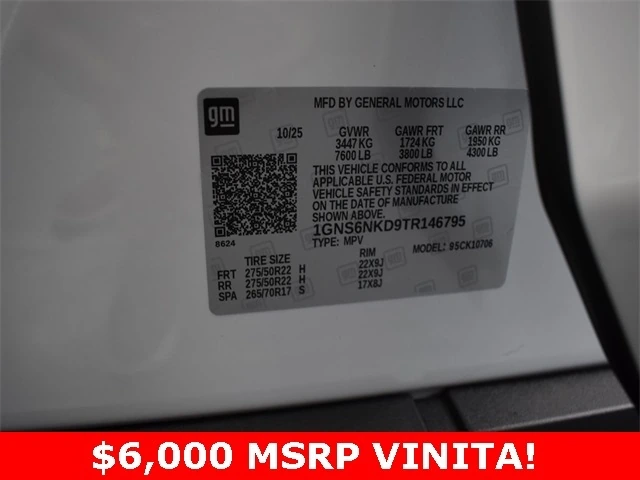 gm
MFD BY GENERAL MOTORS LLC
10/25 GVWR GAWR FRT GAWR RR
3447 KG 1724 KG 1950 KG
7600 LB 3800 LB 4300 LB
THIS VEHICLE CONFORMS TO ALL
APPLICABLE U.S. FEDERAL MOTOR
VEHICLE SAFETY STANDARDS IN EFFECT
ON THE DATE OF MANUFACTURE
SHOWN ABOVE.
1GNS6NKD9TR146795
8624
TYPE: MPV MODEL: 95CK10706
TIRE SIZE RIM
FRT 275/50R22 H 22X9J
RR 275/50R22 H 22X9J
SPA 265/70R17 S 17X8J
$6,000 MSRP VINITA!